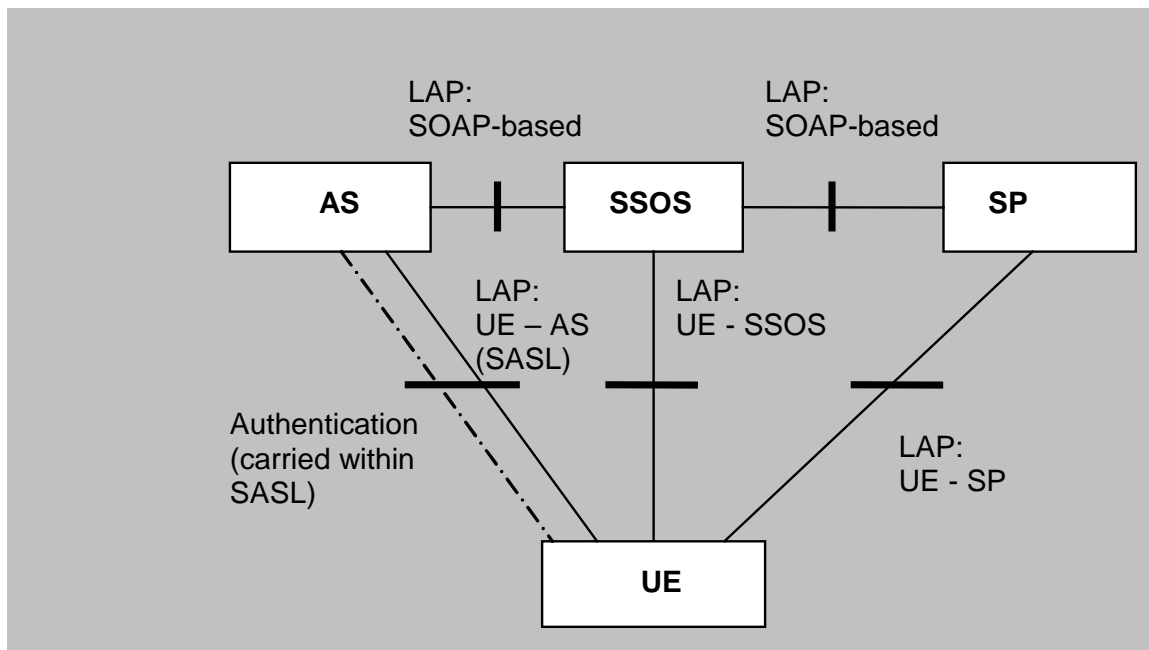 LAP:
SOAP-based
LAP:
SOAP-based
AS
SSOS
SP
LAP:
UE – AS
(SASL)
LAP:
UE - SSOS
Authentication
(carried within
SASL)
LAP:
UE - SP
UE